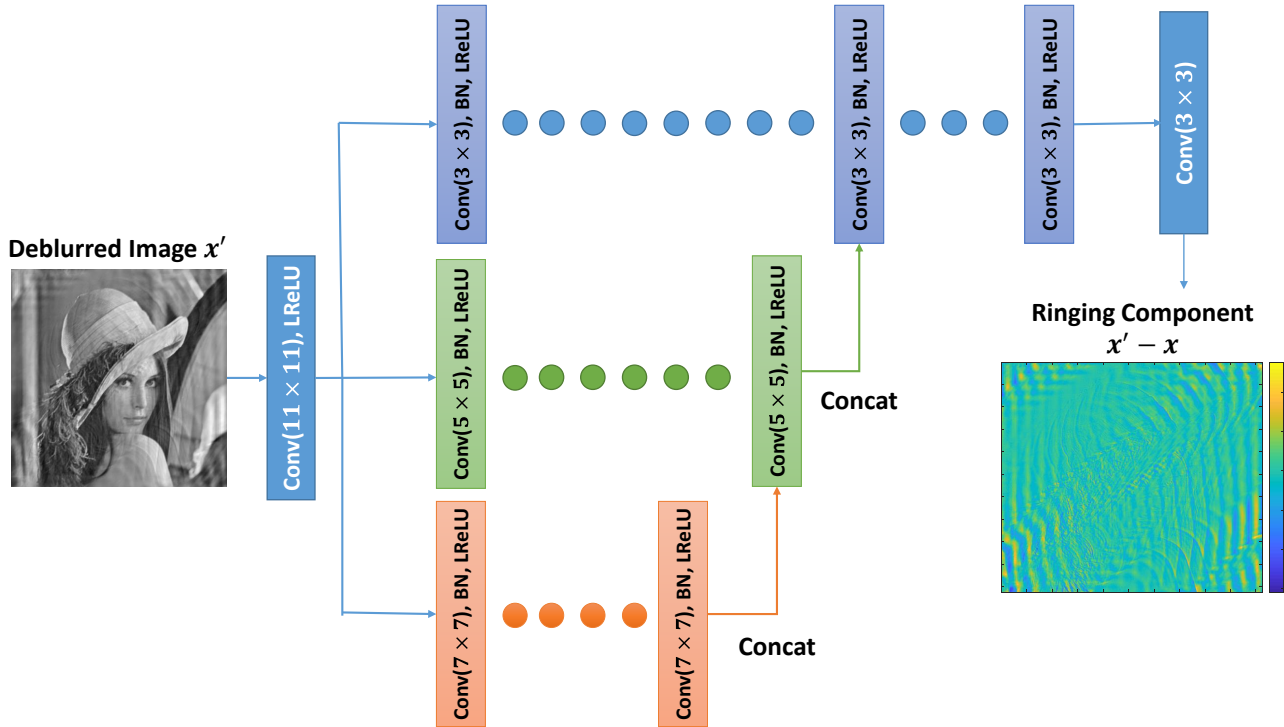 Deblurred Image x′
Conv(11 × 11), LReLU
Conv(3 × 3), BN, LReLU
Conv(3 × 3), BN, LReLU
Conv(3 × 3), BN, LReLU
Conv(3 × 3)
Conv(5 × 5), BN, LReLU
Conv(5 × 5), BN, LReLU
Concat
Conv(7 × 7), BN, LReLU
Conv(7 × 7), BN, LReLU
Concat
Ringing Component
x′ − x